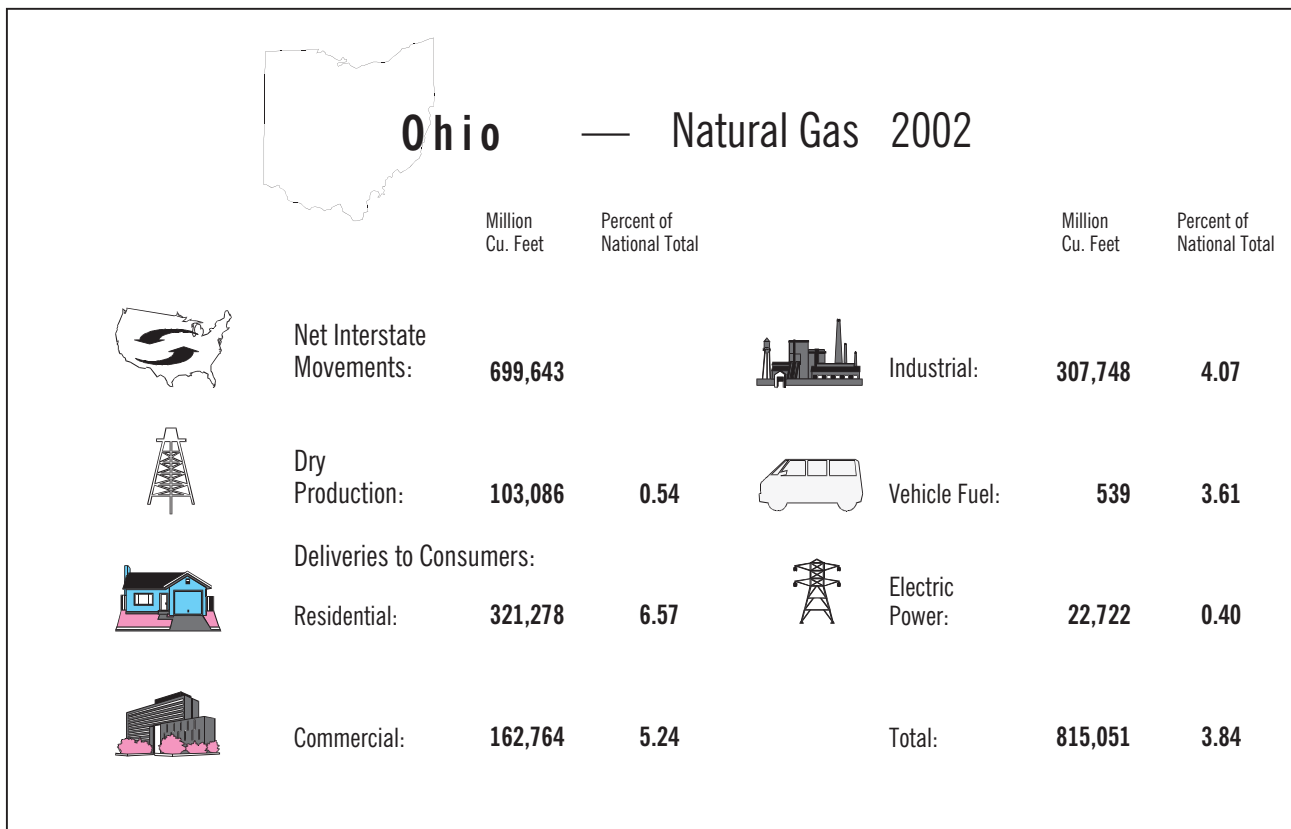 Ohio — Natural Gas 2002
Million
Cu. Feet
Percent of
National Total
Million
Cu. Feet
Percent of
National Total
Net Interstate
Movements: 699,643
Industrial: 307,748 4.07
Dry
Production: 103,086 0.54
Vehicle Fuel: 539 3.61
Deliveries to Consumers:
Residential: 321,278 6.57
Electric
Power: 22,722 0.40
Commercial: 162,764 5.24
Total: 815,051 3.84